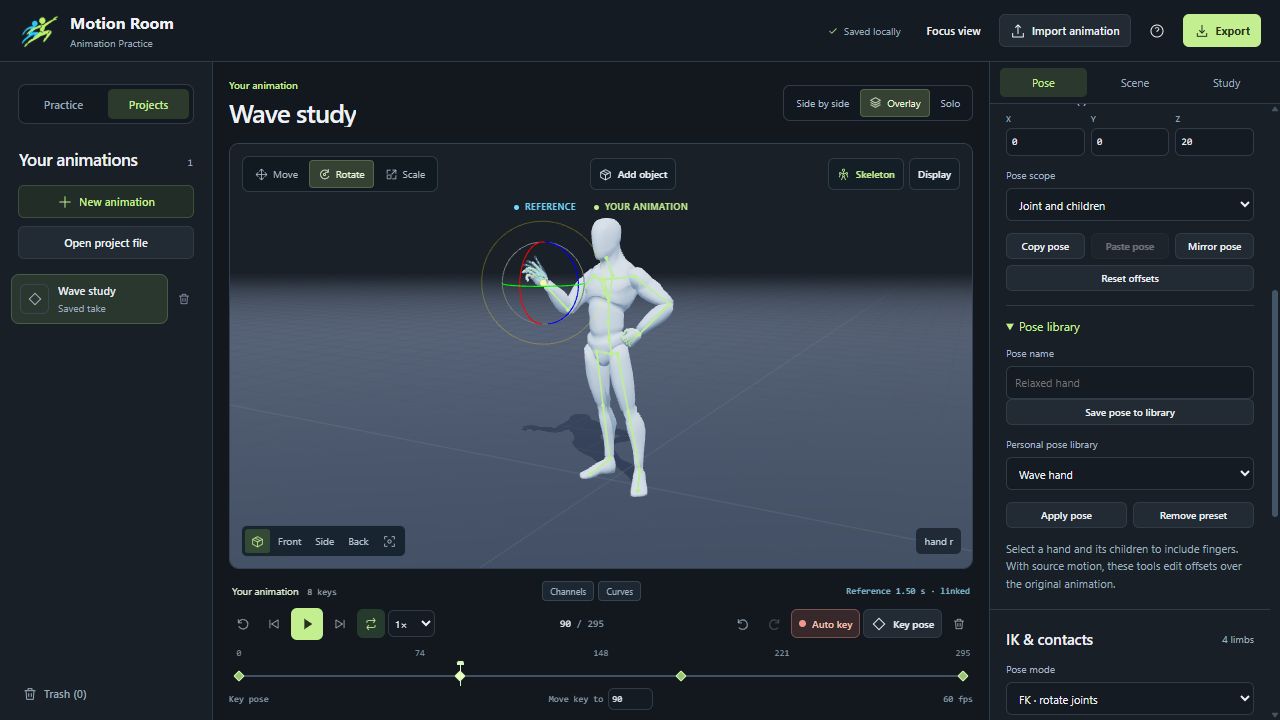 Motion Room
Animation Practice
Saved locally
Focus view
Import animation
Export
Practice
Projects
Your animations
1
New animation
Open project file
Wave study
Saved take
Trash (0)
Your animation
Wave study
Side by side
Overlay
Solo
Move
Rotate
Scale
Add object
Skeleton
Display
REFERENCE
YOUR ANIMATION
Front
Side
Back
hand r
Your animation 8 keys
Channels
Curves
Reference 1.50 s · linked
1x
90 / 295
Auto key
Key pose
0
74
148
221
295
Key pose
Move key to 90
60 fps
Pose
Scene
Study
X
Y
Z
0
0
20
Pose scope
Joint and children
Copy pose
Paste pose
Mirror pose
Reset offsets
Pose library
Pose name
Relaxed hand
Save pose to library
Personal pose library
Wave hand
Apply pose
Remove preset
Select a hand and its children to include fingers.
With source motion, these tools edit offsets over
the original animation.
IK & contacts
4 limbs
Pose mode
FK · rotate joints